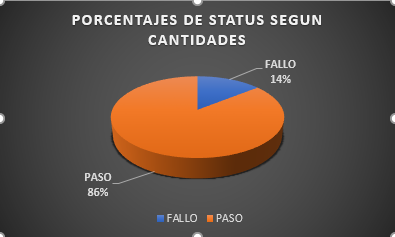 PORCENTAJES DE STATUS SEGUN
CANTIDADES
FALLO
14%
PASO
86%
FALLO PASO